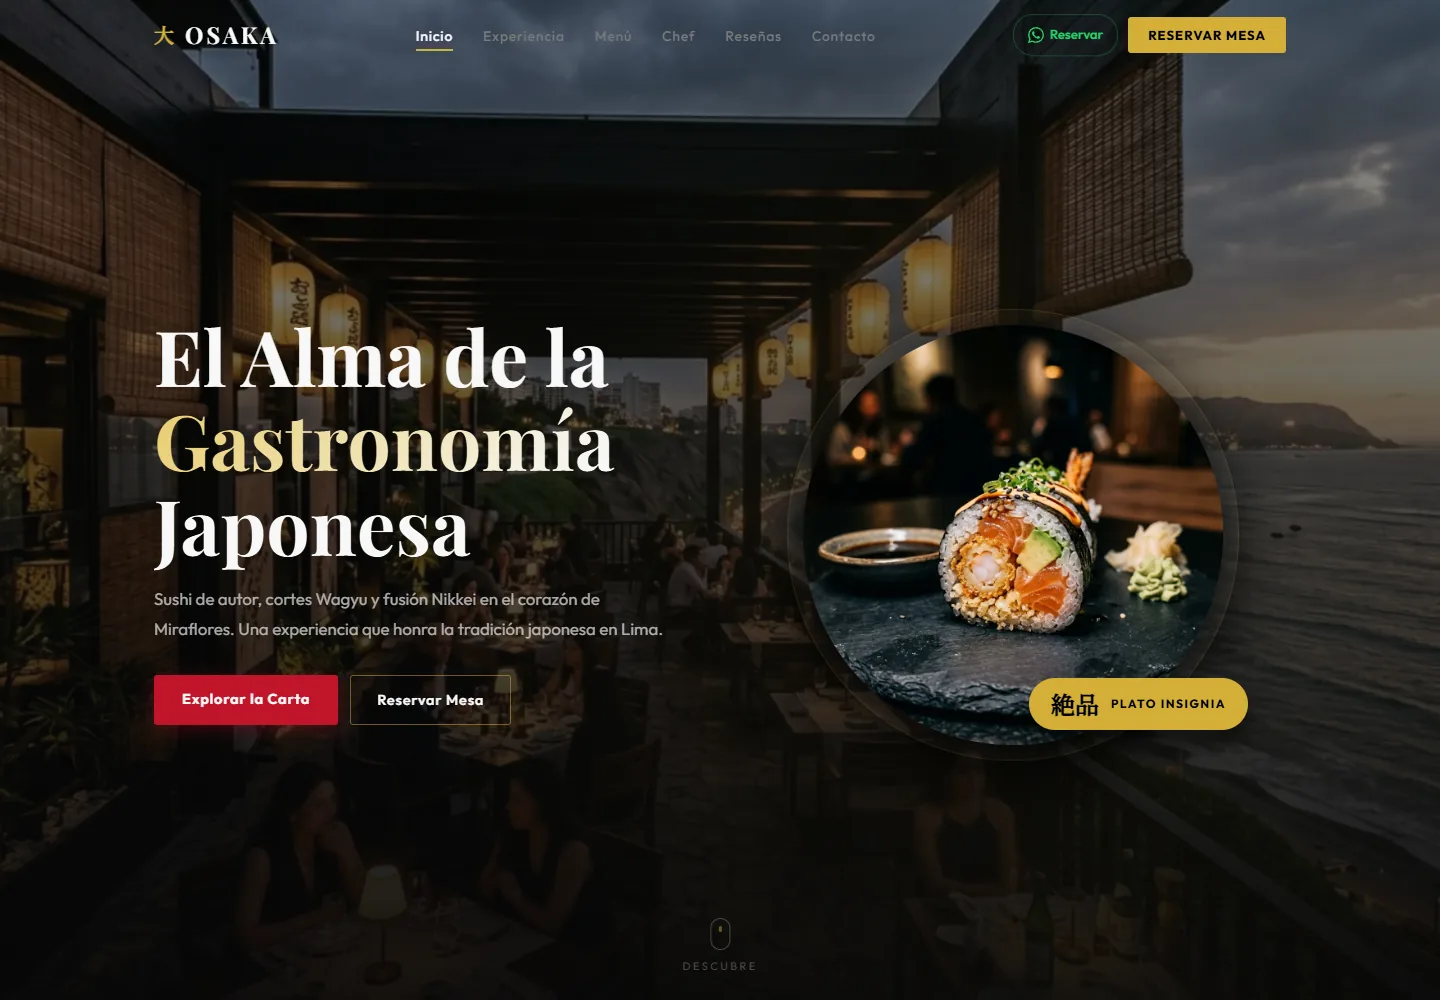 大 OSAKA
Inicio
Experiencia
Menú
Chef
Reseñas
Contacto
Reservar
RESERVAR MESA
El Alma de la
Gastronomía
Japonesa
Sushi de autor, cortes Wagyu y fusión Nikkei en el corazón de
Miraflores. Una experiencia que honra la tradición japonesa en Lima.
Explorar la Carta
Reservar Mesa
絶品 PLATO INSIGNIA
DESCUBRE